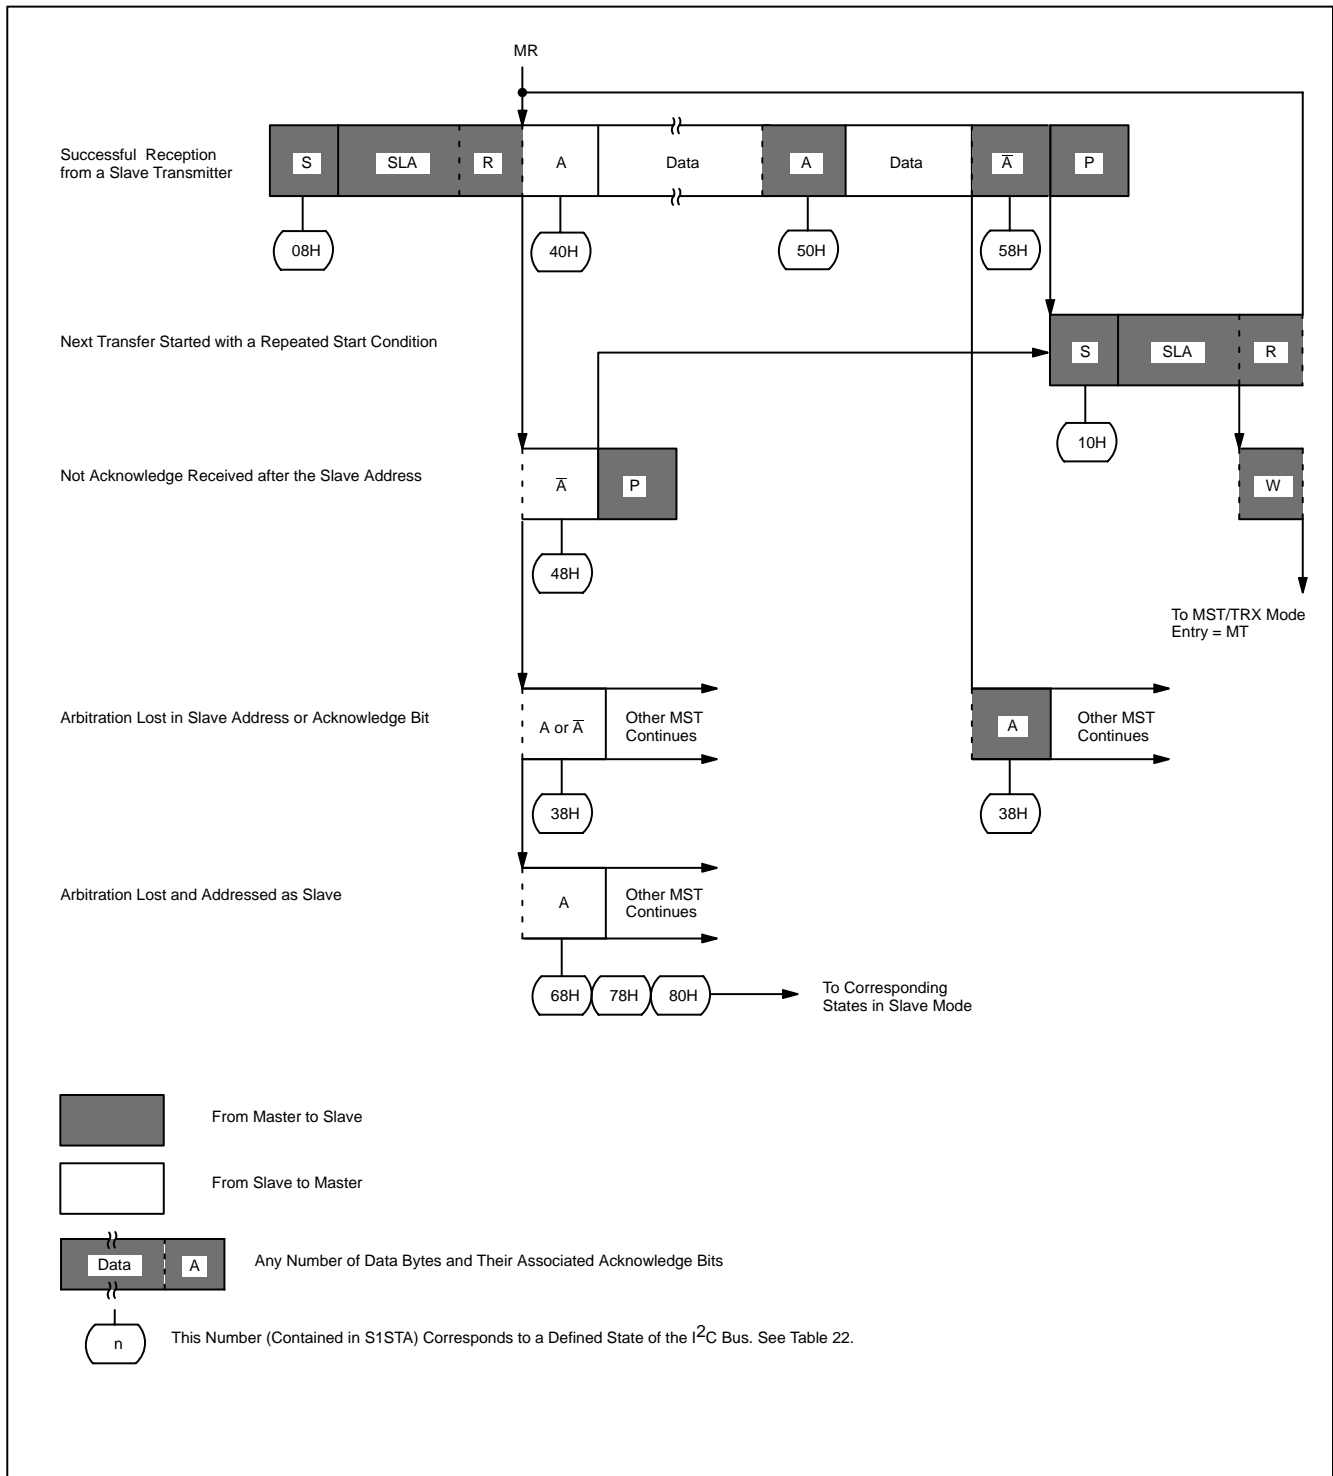 MR
Successful Reception
from a Slave Transmitter
S SLA R A Data A Data A̅ P
08H 40H 50H 58H
Next Transfer Started with a Repeated Start Condition
S SLA R
10H
Not Acknowledge Received after the Slave Address
A̅ P
W
48H
To MST/TRX Mode
Entry = MT
Arbitration Lost in Slave Address or Acknowledge Bit
A or A̅
Other MST
Continues
A
Other MST
Continues
38H 38H
Arbitration Lost and Addressed as Slave
A
Other MST
Continues
68H 78H 80H
To Corresponding
States in Slave Mode
From Master to Slave
From Slave to Master
Data A
Any Number of Data Bytes and Their Associated Acknowledge Bits
n
This Number (Contained in S1STA) Corresponds to a Defined State of the I²C Bus. See Table 22.